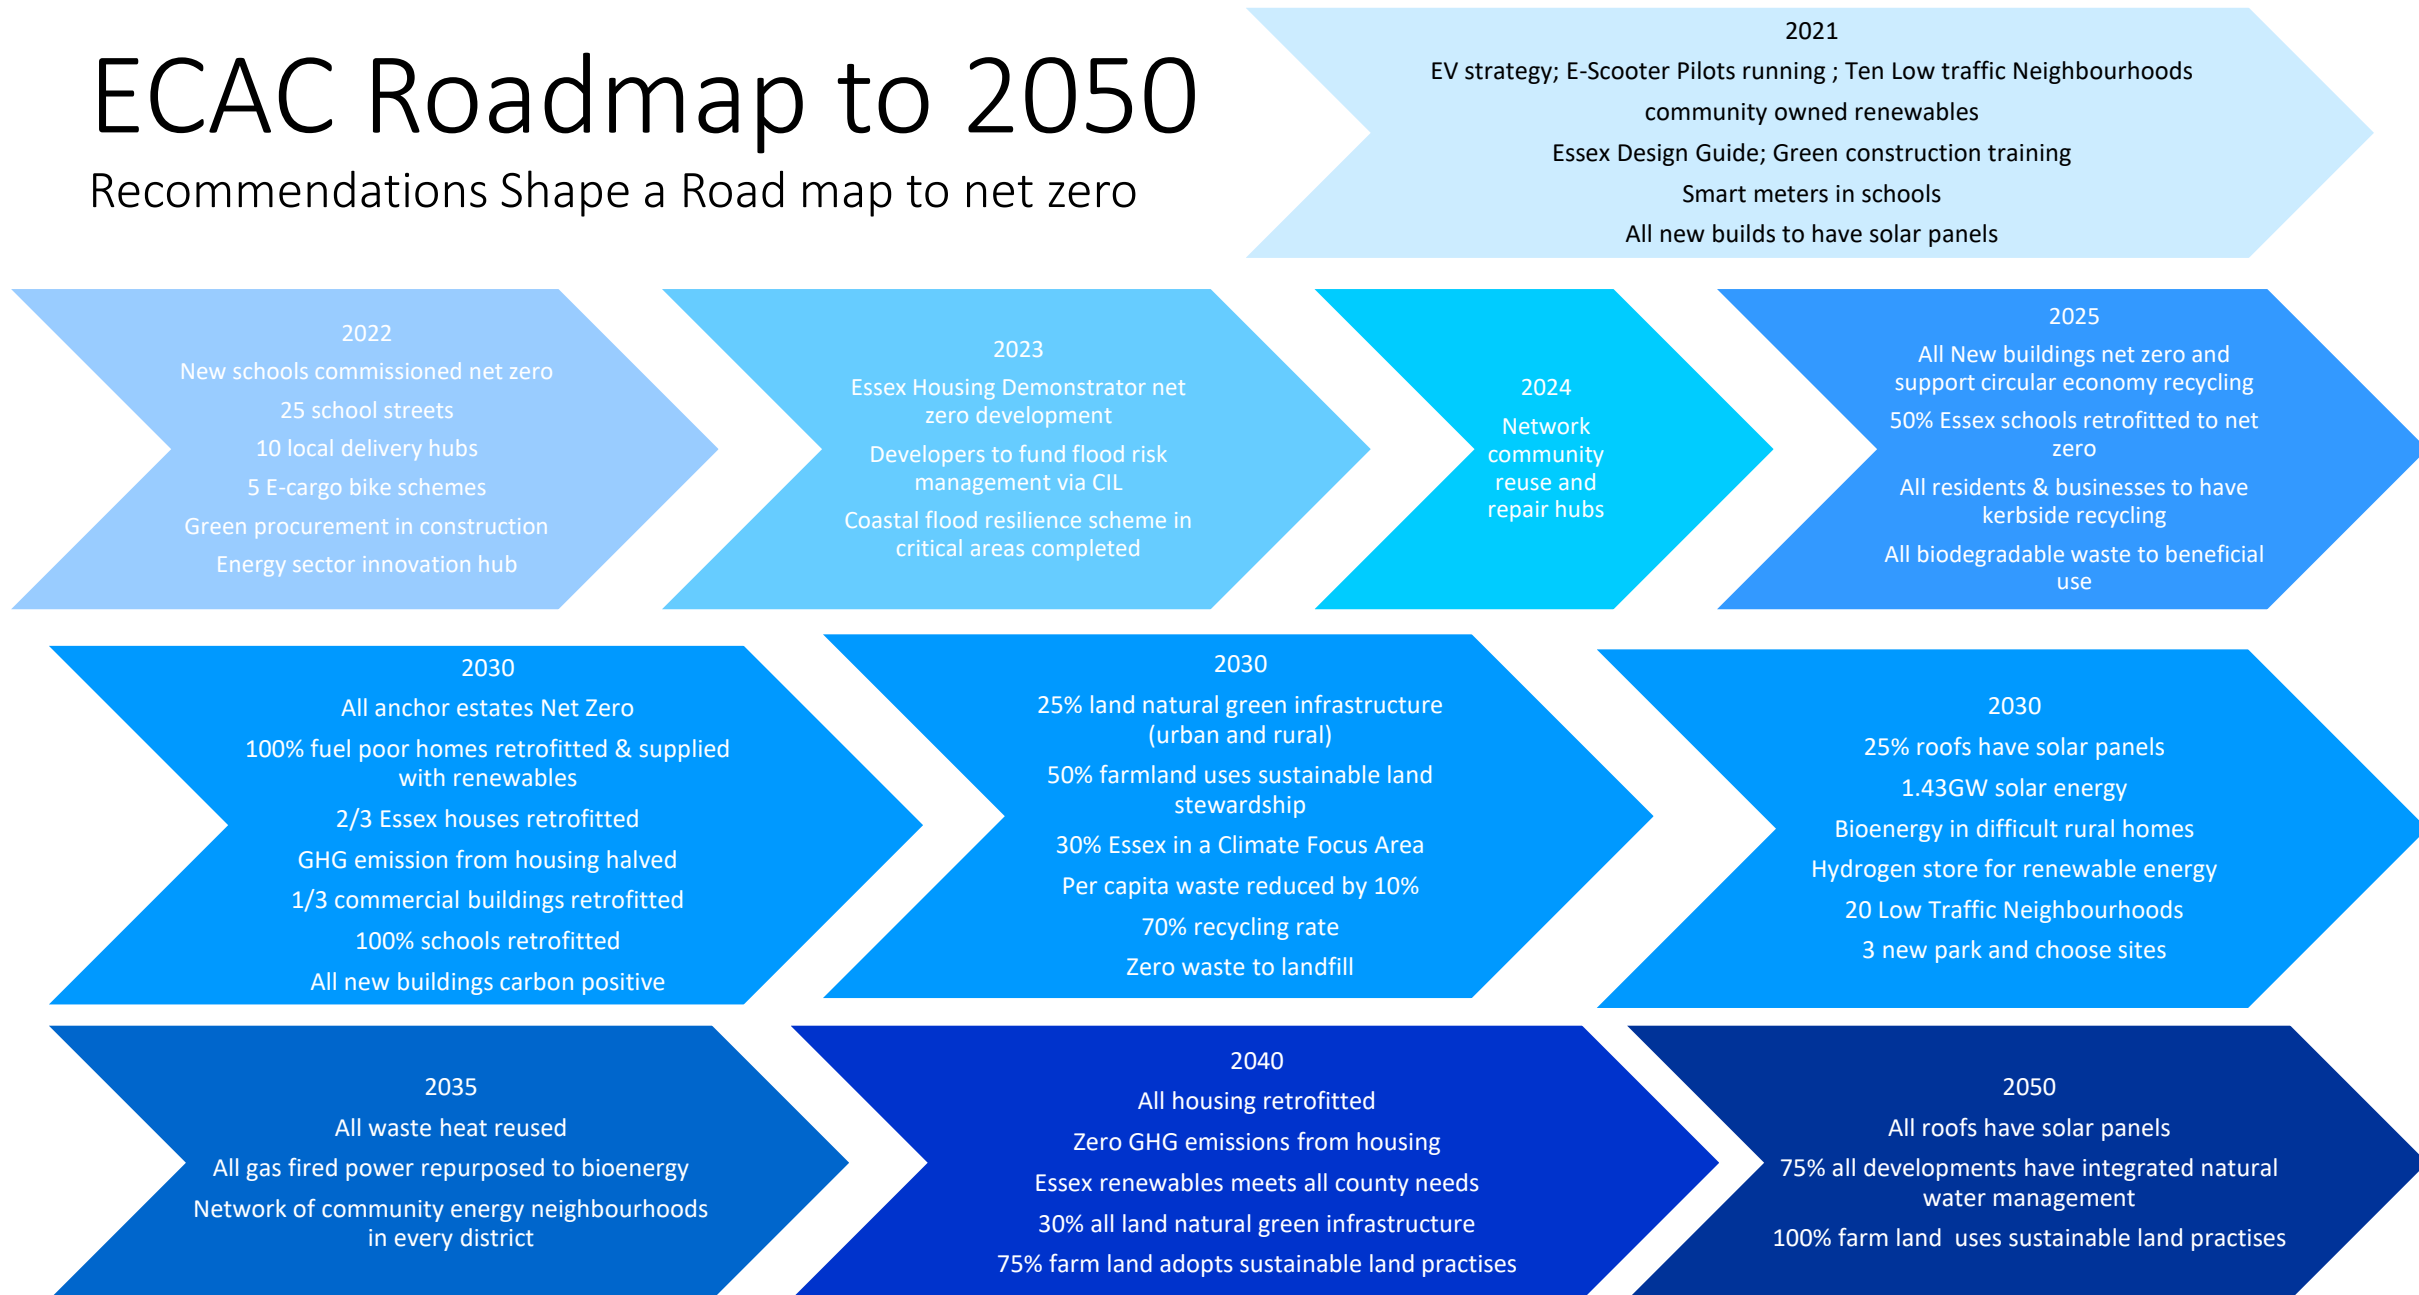 ECAC Roadmap to 2050
Recommendations Shape a Road map to net zero
2021
EV strategy; E-Scooter Pilots running ; Ten Low traffic Neighbourhoods
community owned renewables
Essex Design Guide; Green construction training
Smart meters in schools
All new builds to have solar panels
2022
New schools commissioned net zero
25 school streets
10 local delivery hubs
5 E-cargo bike schemes
Green procurement in construction
Energy sector innovation hub
2023
Essex Housing Demonstrator net
zero development
Developers to fund flood risk
management via CIL
Coastal flood resilience scheme in
critical areas completed
2024
Network
community
reuse and
repair hubs
2025
All New buildings net zero and
support circular economy recycling
50% Essex schools retrofitted to net
zero
All residents & businesses to have
kerbside recycling
All biodegradable waste to beneficial
use
2030
All anchor estates Net Zero
100% fuel poor homes retrofitted & supplied
with renewables
2/3 Essex houses retrofitted
GHG emission from housing halved
1/3 commercial buildings retrofitted
100% schools retrofitted
All new buildings carbon positive
2030
25% land natural green infrastructure
(urban and rural)
50% farmland uses sustainable land
stewardship
30% Essex in a Climate Focus Area
Per capita waste reduced by 10%
70% recycling rate
Zero waste to landfill
2030
25% roofs have solar panels
1.43GW solar energy
Bioenergy in difficult rural homes
Hydrogen store for renewable energy
20 Low Traffic Neighbourhoods
3 new park and choose sites
2035
All waste heat reused
All gas fired power repurposed to bioenergy
Network of community energy neighbourhoods
in every district
2040
All housing retrofitted
Zero GHG emissions from housing
Essex renewables meets all county needs
30% all land natural green infrastructure
75% farm land adopts sustainable land practises
2050
All roofs have solar panels
75% all developments have integrated natural
water management
100% farm land  uses sustainable land practises